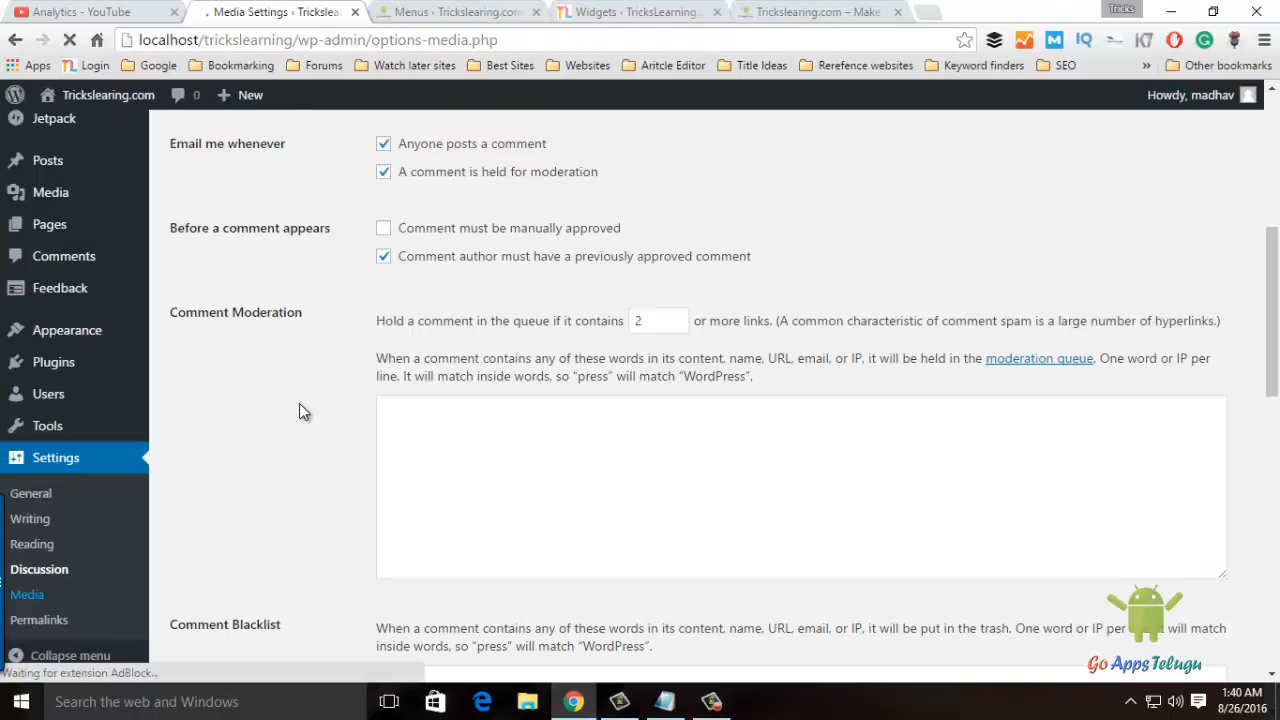 Analytics - YouTube
Media Settings ‹ Trickslear
Menus ‹ Trickslearing.com
Widgets ‹ TricksLearning.
Trickslearing.com – Make
Tricks
localhost/trickslearning/wp-admin/options-media.php
Apps
Login
Google
Bookmarking
Forums
Watch later sites
Best Sites
Websites
Aritcle Editor
Title Ideas
Rerefence websites
Keyword finders
SEO
»
Other bookmarks
Trickslearing.com
0
New
Howdy, madhav
Jetpack
Posts
Media
Pages
Comments
Feedback
Appearance
Plugins
Users
Tools
Settings
General
Writing
Reading
Discussion
Media
Permalinks
Collapse menu
Waiting for extension AdBlock...
Email me whenever
Anyone posts a comment
A comment is held for moderation
Before a comment appears
Comment must be manually approved
Comment author must have a previously approved comment
Comment Moderation
Hold a comment in the queue if it contains 2 or more links. (A common characteristic of comment spam is a large number of hyperlinks.)
When a comment contains any of these words in its content, name, URL, email, or IP, it will be held in the moderation queue. One word or IP per
line. It will match inside words, so “press” will match “WordPress”.
Comment Blacklist
When a comment contains any of these words in its content, name, URL, email, or IP, it will be put in the trash. One word or IP per will match
inside words, so “press” will match “WordPress”.
Go Apps Telugu
Search the web and Windows
1:40 AM
8/26/2016